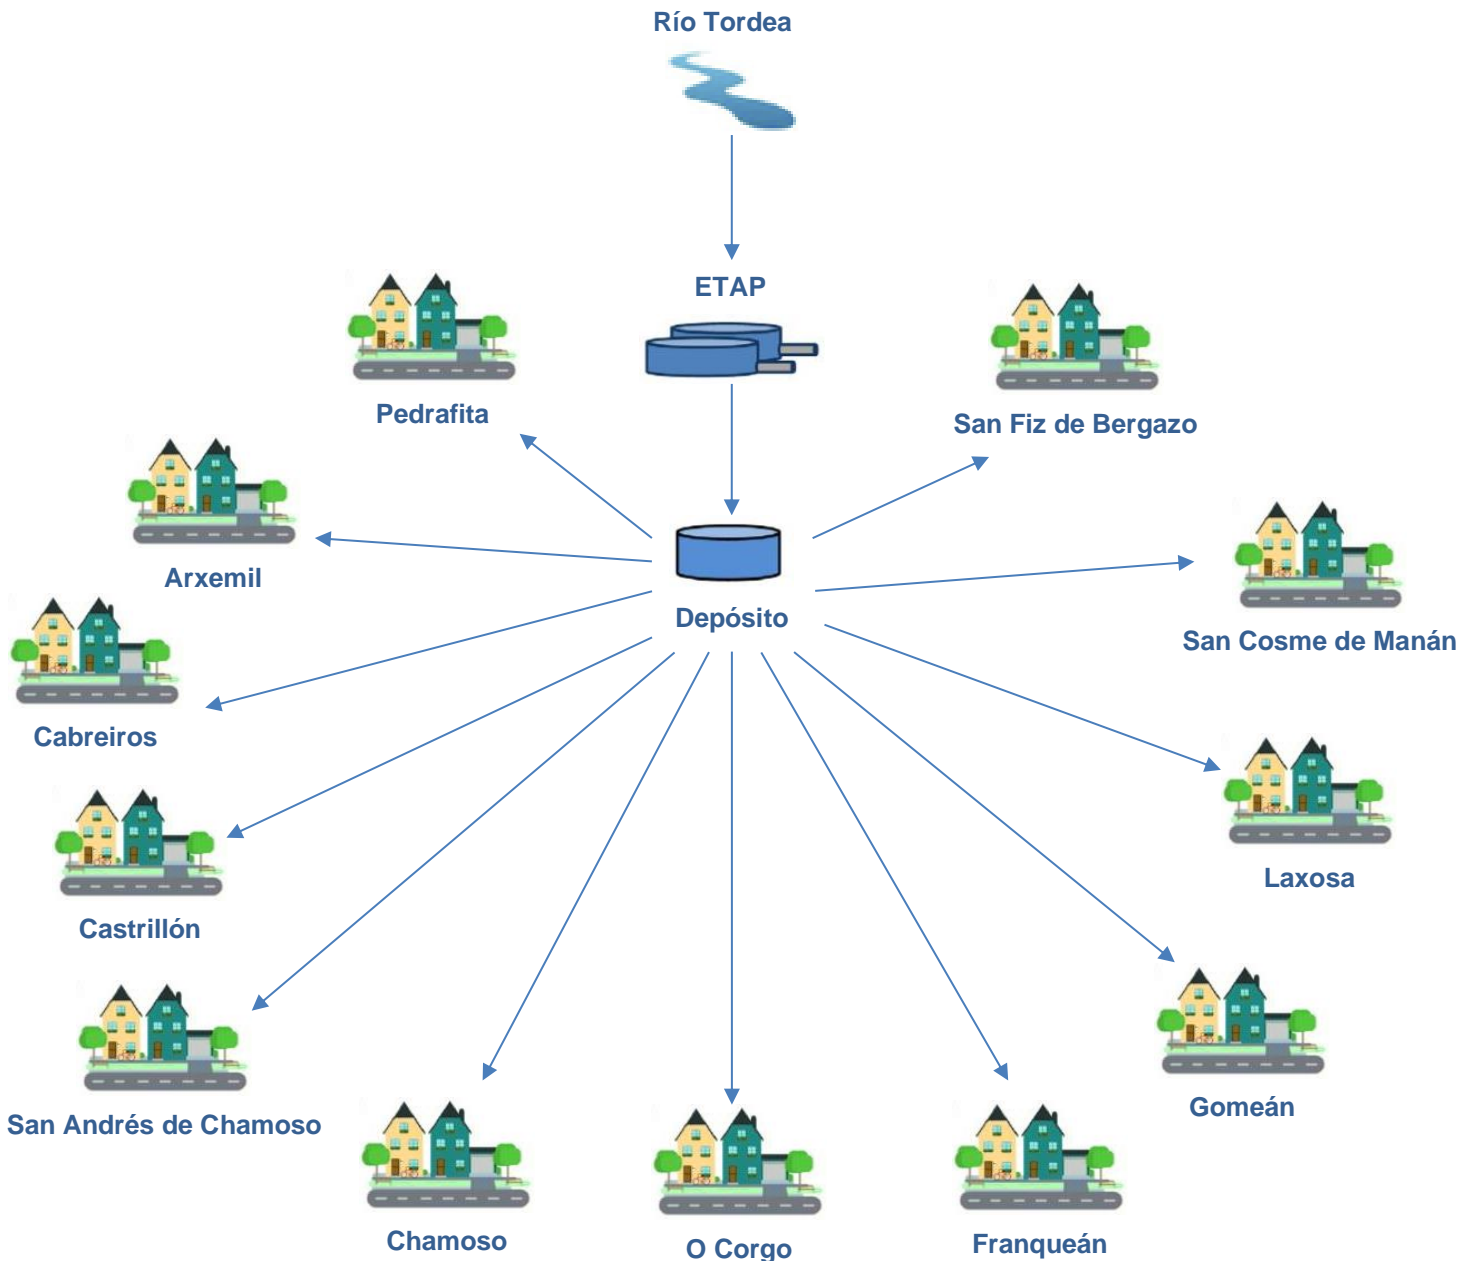 Río Tordea
ETAP
Pedrafita
San Fiz de Bergazo
Arxemil
Depósito
San Cosme de Manán
Cabreiros
Laxosa
Castrillón
Gomeán
San Andrés de Chamoso
Chamoso
O Corgo
Franqueán